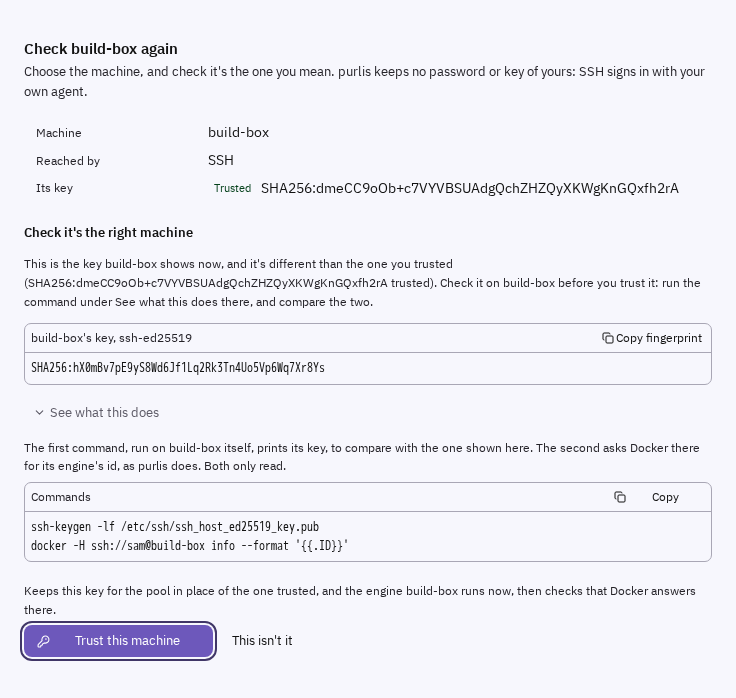 Check build-box again
Choose the machine, and check it's the one you mean. purlis keeps no password or key of yours: SSH signs in with your
own agent.
Machine build-box
Reached by SSH
Its key Trusted SHA256:dmeCC9oOb+c7VYVBSUAdgQchZHZQyXKWgKnGQxfh2rA
Check it's the right machine
This is the key build-box shows now, and it's different than the one you trusted
(SHA256:dmeCC9oOb+c7VYVBSUAdgQchZHZQyXKWgKnGQxfh2rA trusted). Check it on build-box before you trust it: run the
command under See what this does there, and compare the two.
build-box's key, ssh-ed25519 Copy fingerprint
SHA256:hX0mBv7pE9yS8Wd6Jf1Lq2Rk3Tn4Uo5Vp6Wq7Xr8Ys
See what this does
The first command, run on build-box itself, prints its key, to compare with the one shown here. The second asks Docker there
for its engine's id, as purlis does. Both only read.
Commands Copy
ssh-keygen -lf /etc/ssh/ssh_host_ed25519_key.pub
docker -H ssh://sam@build-box info --format '{{.ID}}'
Keeps this key for the pool in place of the one trusted, and the engine build-box runs now, then checks that Docker answers
there.
Trust this machine This isn't it